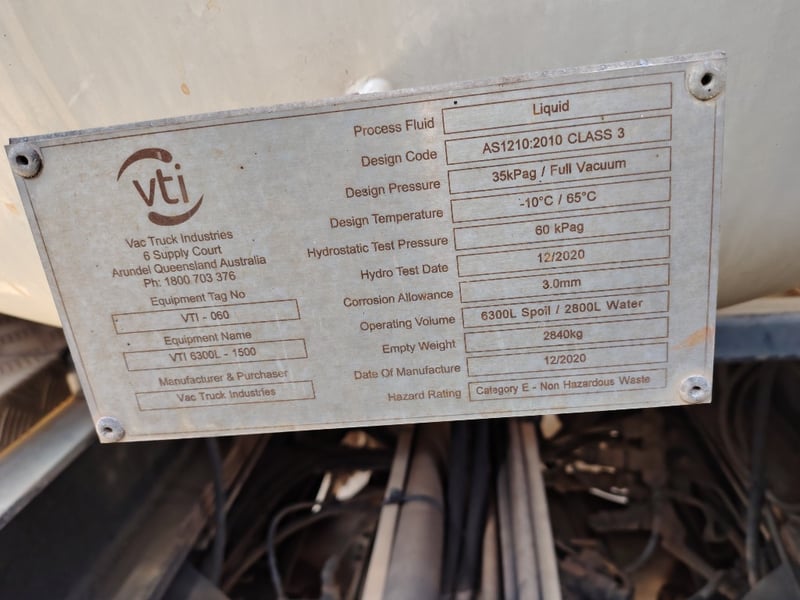 vti
Vac Truck Industries
6 Supply Court
Arundel Queensland Australia
Ph: 1800 703 376
Equipment Tag No
VTI - 060
Equipment Name
VTI 6300L - 1500
Manufacturer & Purchaser
Vac Truck Industries
Process Fluid Liquid
Design Code AS1210:2010 CLASS 3
Design Pressure 35kPag / Full Vacuum
Design Temperature -10°C / 65°C
Hydrostatic Test Pressure 60 kPag
Hydro Test Date 12/2020
Corrosion Allowance 3.0mm
Operating Volume 6300L Spoil / 2800L Water
Empty Weight 2840kg
Date Of Manufacture 12/2020
Hazard Rating Category E - Non Hazardous Waste